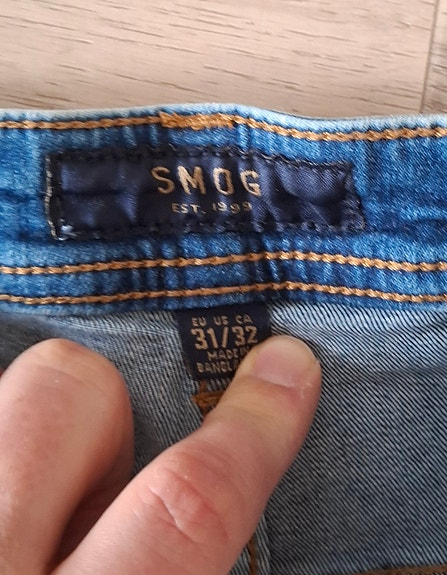 SMOG
EST. 1999
EU US CA
31/32
MADE IN